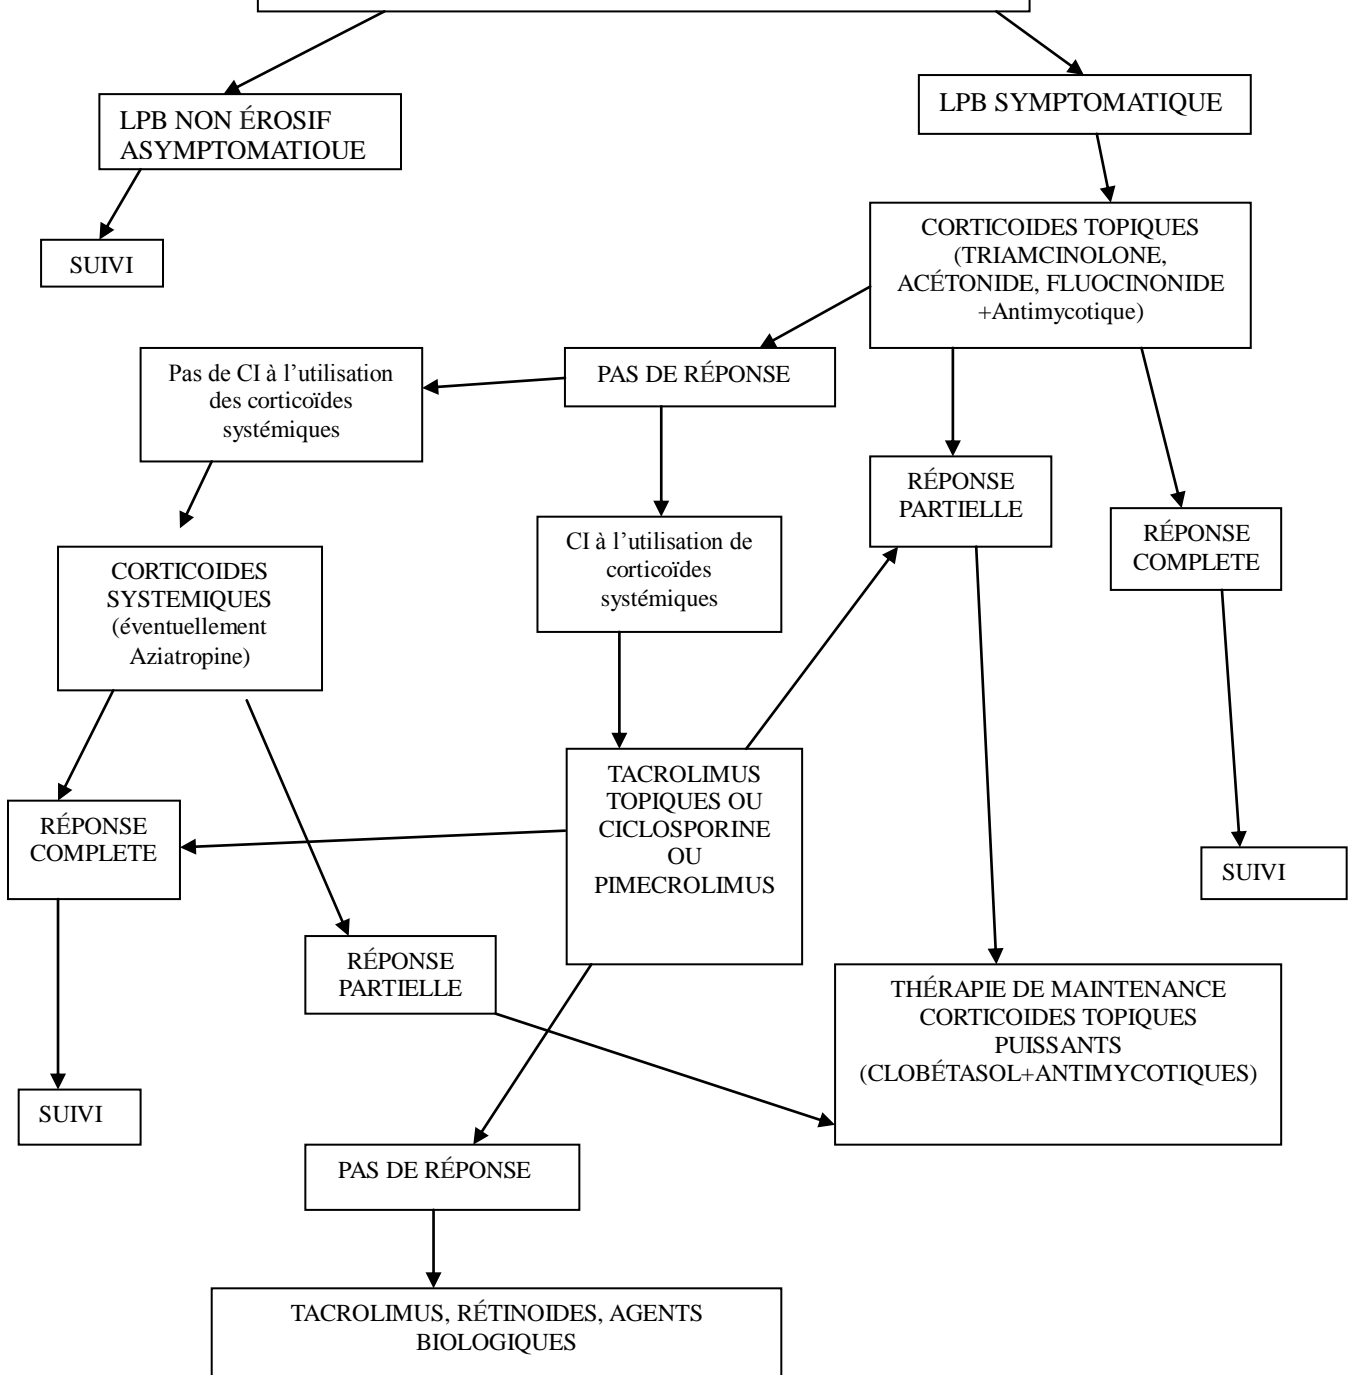 LPB NON ÉROSIF
ASYMPTOMATIOUE
LPB SYMPTOMATIQUE
SUIVI
CORTICOIDES TOPIQUES
(TRIAMCINOLONE,
ACÉTONIDE, FLUOCINONIDE
+Antimycotique)
Pas de CI à l’utilisation
des corticoïdes
systémiques
PAS DE RÉPONSE
RÉPONSE
PARTIELLE
CI à l’utilisation de
corticoïdes
systémiques
RÉPONSE
COMPLETE
CORTICOIDES
SYSTEMIQUES
(éventuellement
Aziatropine)
TACROLIMUS
TOPIQUES OU
CICLOSPORINE
OU
PIMECROLIMUS
RÉPONSE
COMPLETE
SUIVI
RÉPONSE
PARTIELLE
THÉRAPIE DE MAINTENANCE
CORTICOIDES TOPIQUES
PUISSANTS
(CLOBÉTASOL+ANTIMYCOTIQUES)
SUIVI
PAS DE RÉPONSE
TACROLIMUS, RÉTINOIDES, AGENTS
BIOLOGIQUES